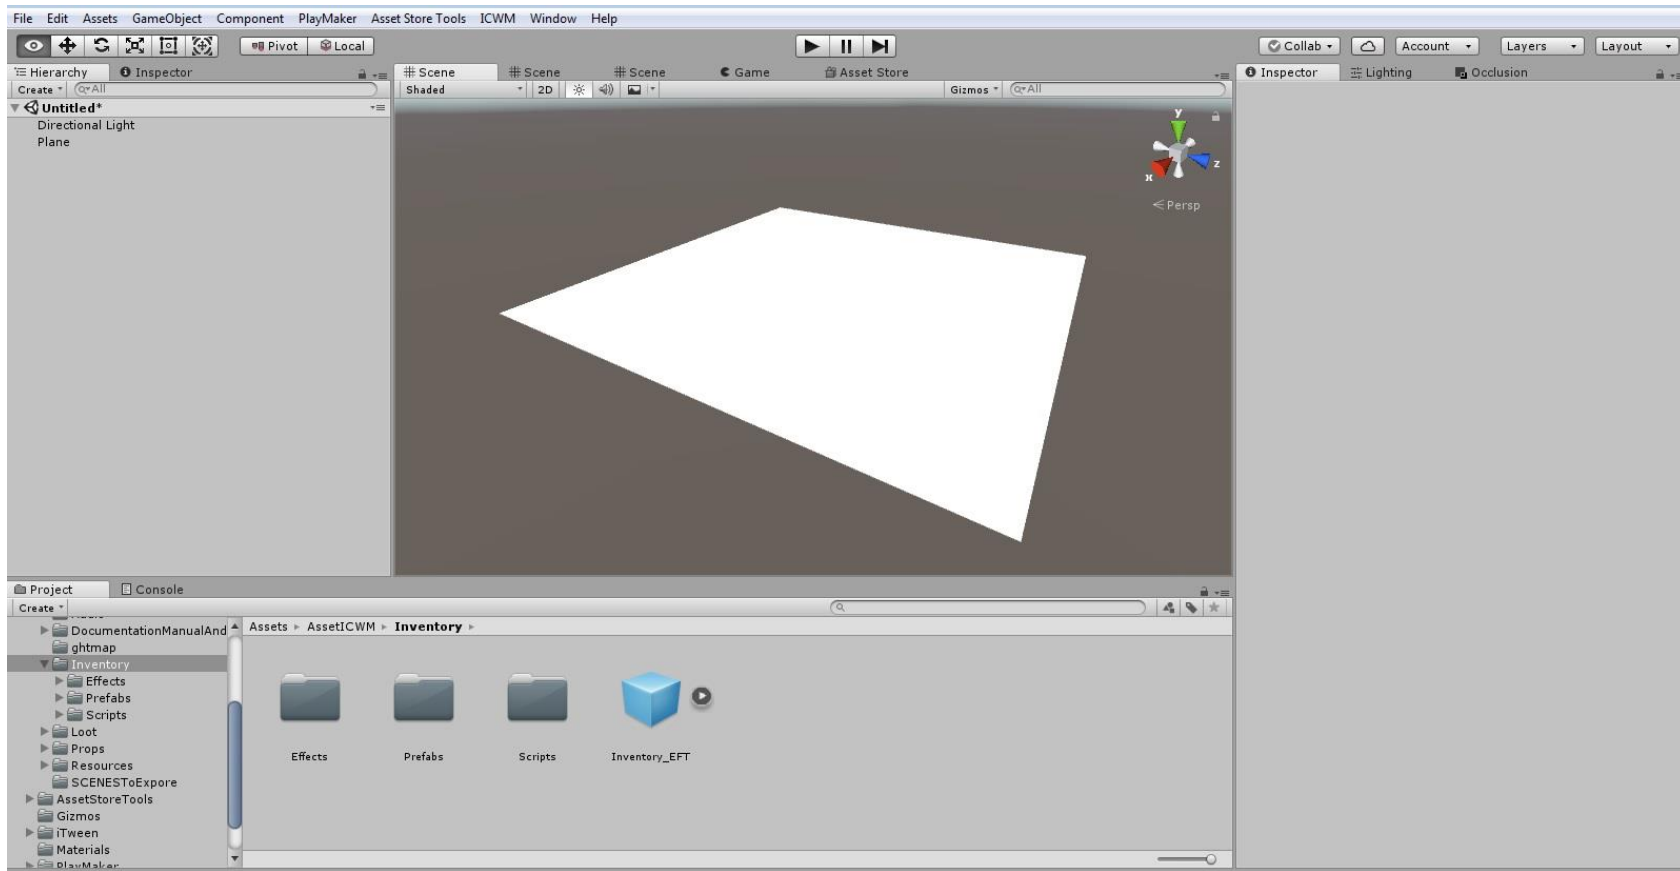 File Edit Assets GameObject Component PlayMaker Asset Store Tools ICWM Window Help
Pivot Local Collab Account Layers Layout
Hierarchy Inspector
Create All
Untitled*
Directional Light
Plane
Scene Scene Scene Game Asset Store
Shaded 2D Gizmos All
y
z
x
Persp
Inspector Lighting Occlusion
Project Console
Create
DocumentationManualAnd
ghtmap
Inventory
Effects
Prefabs
Scripts
Loot
Props
Resources
SCENESToExpore
AssetStoreTools
Gizmos
iTween
Materials
PlayMaker
Assets AssetICWM Inventory
Effects Prefabs Scripts Inventory_EFT